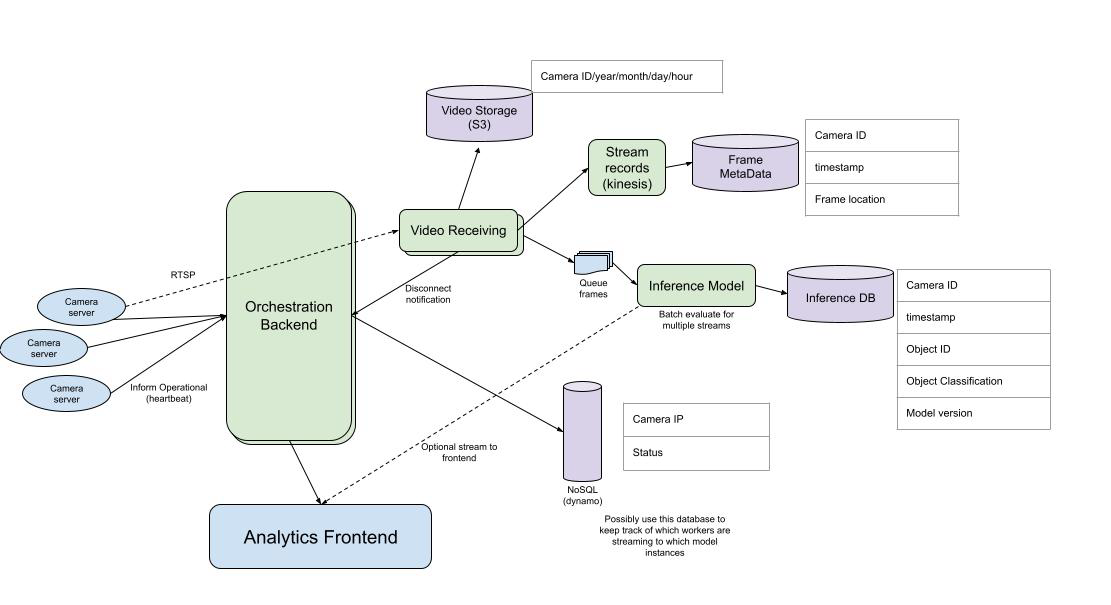 Camera ID/year/month/day/hour
Video Storage
(S3)
Stream
records
(kinesis)
Frame
MetaData
Camera ID
timestamp
Frame location
Video Receiving
RTSP
Disconnect
notification
Queue
frames
Inference Model
Batch evaluate for
multiple streams
Inference DB
Camera ID
timestamp
Object ID
Object Classification
Model version
Camera
server
Camera
server
Camera
server
Orchestration
Backend
Inform Operational
(heartbeat)
Camera IP
Status
Optional stream to
frontend
NoSQL
(dynamo)
Possibly use this database to
keep track of which workers are
streaming to which model
instances
Analytics Frontend